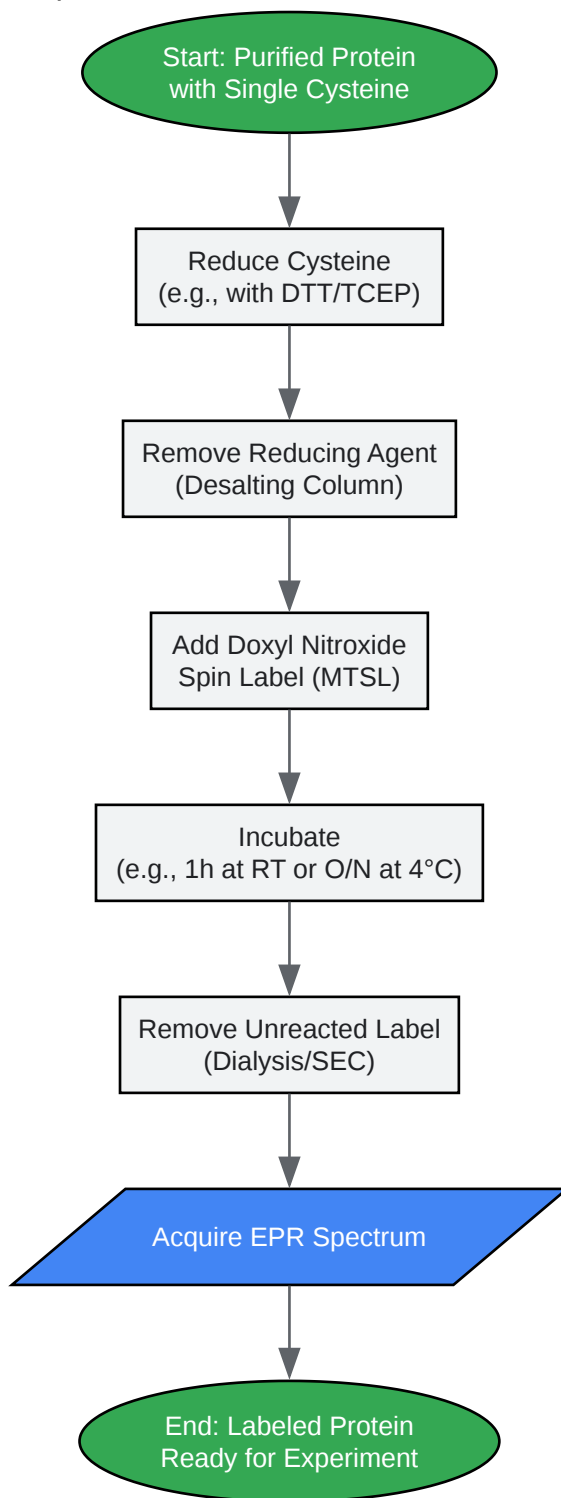 Start: Purified Protein
with Single Cysteine
Reduce Cysteine
(e.g., with DTT/TCEP)
Remove Reducing Agent
(Desalting Column)
Add Doxyl Nitroxide
Spin Label (MTSL)
Incubate
(e.g., 1h at RT or O/N at 4°C)
Remove Unreacted Label
(Dialysis/SEC)
Acquire EPR Spectrum
End: Labeled Protein
Ready for Experiment